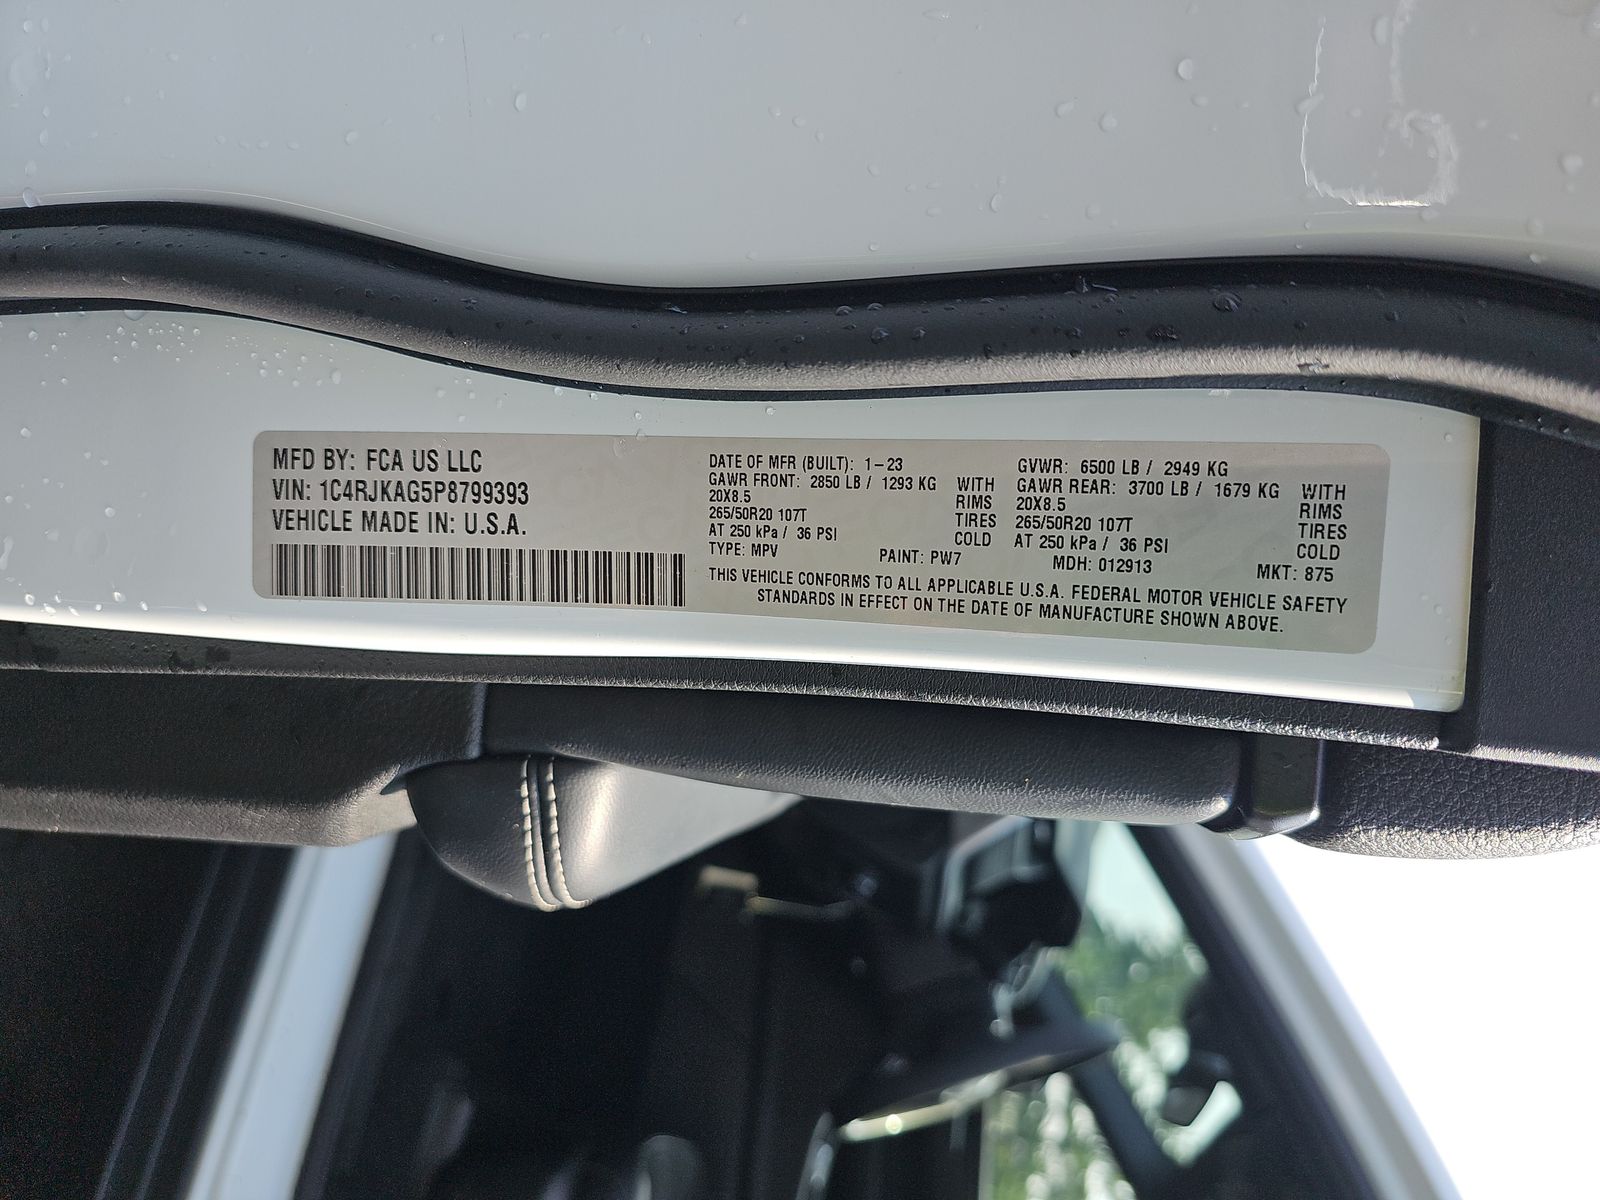 MFD BY: FCA US LLC
VIN: 1C4RJKAG5P8799393
VEHICLE MADE IN: U.S.A.
DATE OF MFR (BUILT): 1-23
GAWR FRONT: 2850 LB / 1293 KG WITH
20X8.5 RIMS
265/50R20 107T TIRES
AT 250 kPa / 36 PSI COLD
TYPE: MPV PAINT: PW7
GVWR: 6500 LB / 2949 KG
GAWR REAR: 3700 LB / 1679 KG WITH
20X8.5 RIMS
265/50R20 107T TIRES
AT 250 kPa / 36 PSI COLD
MDH: 012913 MKT: 875
THIS VEHICLE CONFORMS TO ALL APPLICABLE U.S.A. FEDERAL MOTOR VEHICLE SAFETY
STANDARDS IN EFFECT ON THE DATE OF MANUFACTURE SHOWN ABOVE.